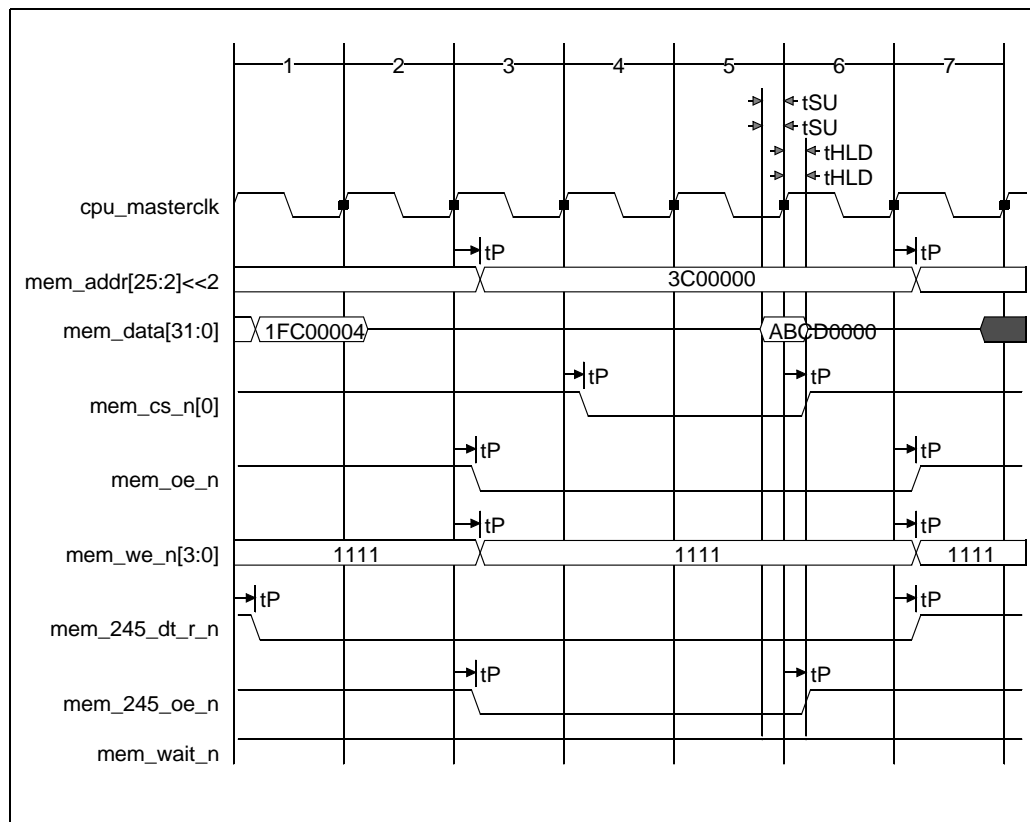 1 2 3 4 5 6 7
tSU
tSU
tHLD
tHLD
cpu_masterclk
tP tP
mem_addr[25:2]<<2 3C00000
mem_data[31:0] 1FC00004 ABCD0000
tP tP
mem_cs_n[0]
tP tP
mem_oe_n
tP tP
mem_we_n[3:0] 1111 1111 1111
tP tP
mem_245_dt_r_n
tP tP
mem_245_oe_n
mem_wait_n